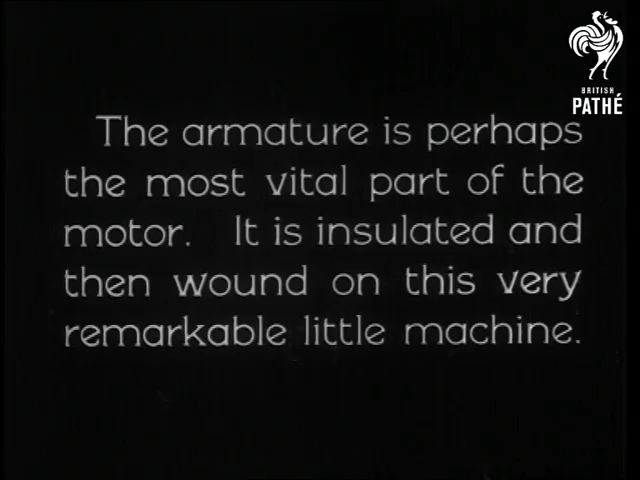 BRITISH
PATHÉ
The armature is perhaps
the most vital part of the
motor. It is insulated and
then wound on this very
remarkable little machine.